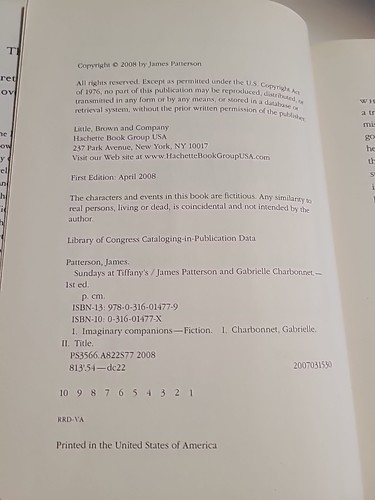 Copyright © 2008 by James Patterson
All rights reserved. Except as permitted under the U.S. Copyright Act
of 1976, no part of this publication may be reproduced, distributed, or
transmitted in any form or by any means, or stored in a database or
retrieval system, without the prior written permission of the publisher.
Little, Brown and Company
Hachette Book Group USA
237 Park Avenue, New York, NY 10017
Visit our Web site at www.HachetteBookGroupUSA.com
First Edition: April 2008
The characters and events in this book are fictitious. Any similarity to
real persons, living or dead, is coincidental and not intended by the
author.
Library of Congress Cataloging-in-Publication Data
Patterson, James.
Sundays at Tiffany's / James Patterson and Gabrielle Charbonnet —
1st ed.
p. cm.
ISBN-13: 978-0-316-01477-9
ISBN-10: 0-316-01477-X
1. Imaginary companions—Fiction. I. Charbonnet, Gabrielle.
II. Title.
PS3566.A822S77 2008
813'.54—dc22 2007031530
10 9 8 7 6 5 4 3 2 1
RRD-VA
Printed in the United States of America